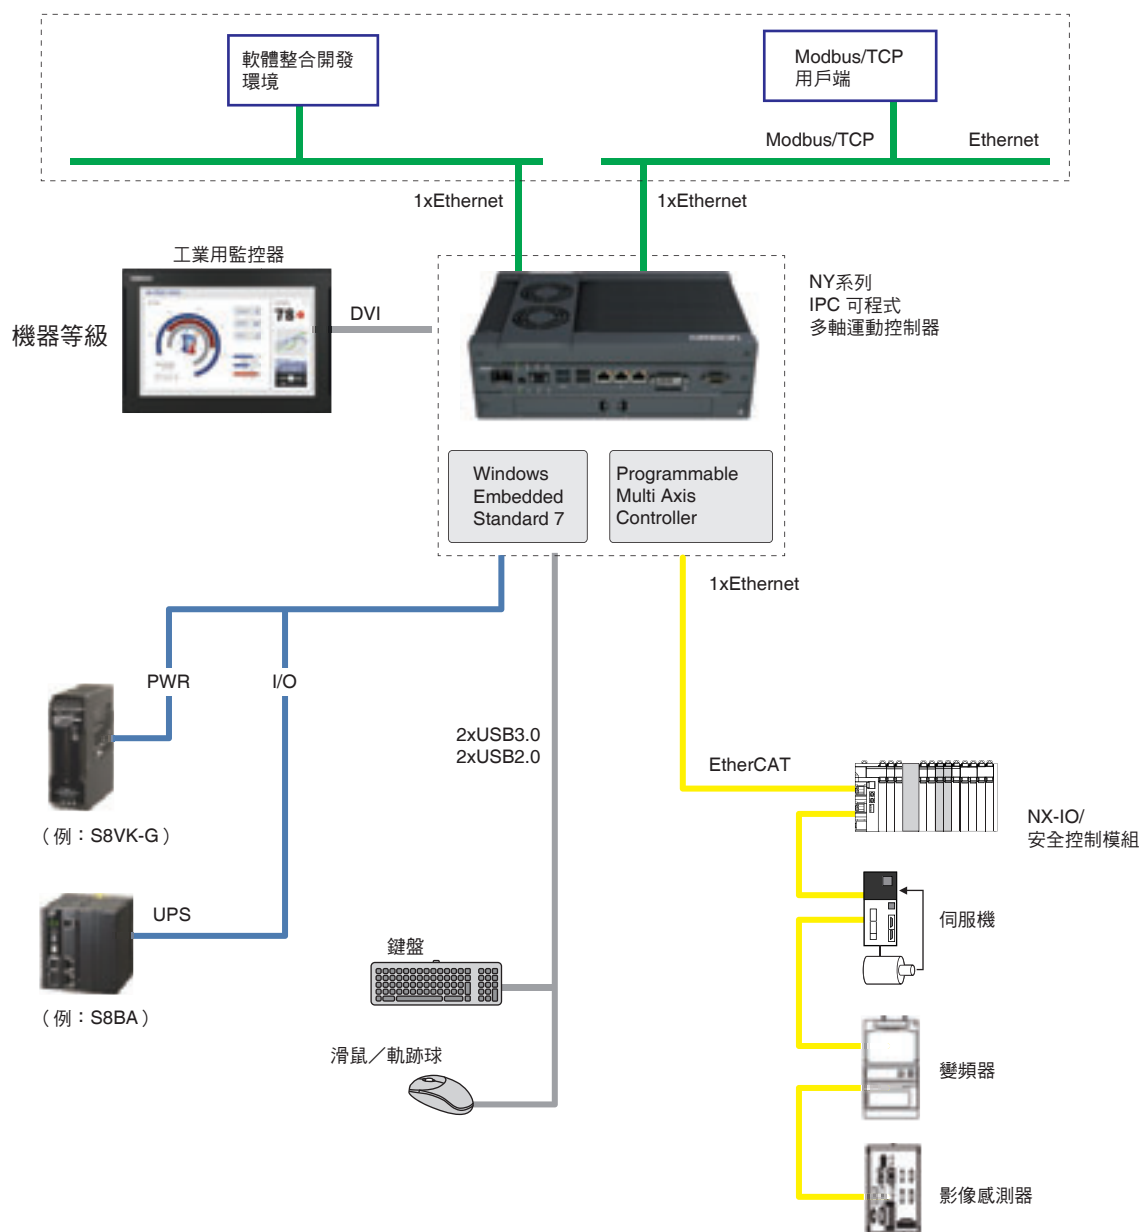 軟體整合開發
環境
Modbus/TCP
用戶端
Modbus/TCP
Ethernet
1xEthernet
1xEthernet
工業用監控器
機器等級
78
DVI
NY系列
IPC 可程式
多軸運動控制器
Windows
Embedded
Standard 7
Programmable
Multi Axis
Controller
1xEthernet
PWR
I/O
2xUSB3.0
2xUSB2.0
EtherCAT
NX-IO/
安全控制模組
（例：S8VK-G）
UPS
鍵盤
伺服機
（例：S8BA）
滑鼠／軌跡球
變頻器
影像感測器